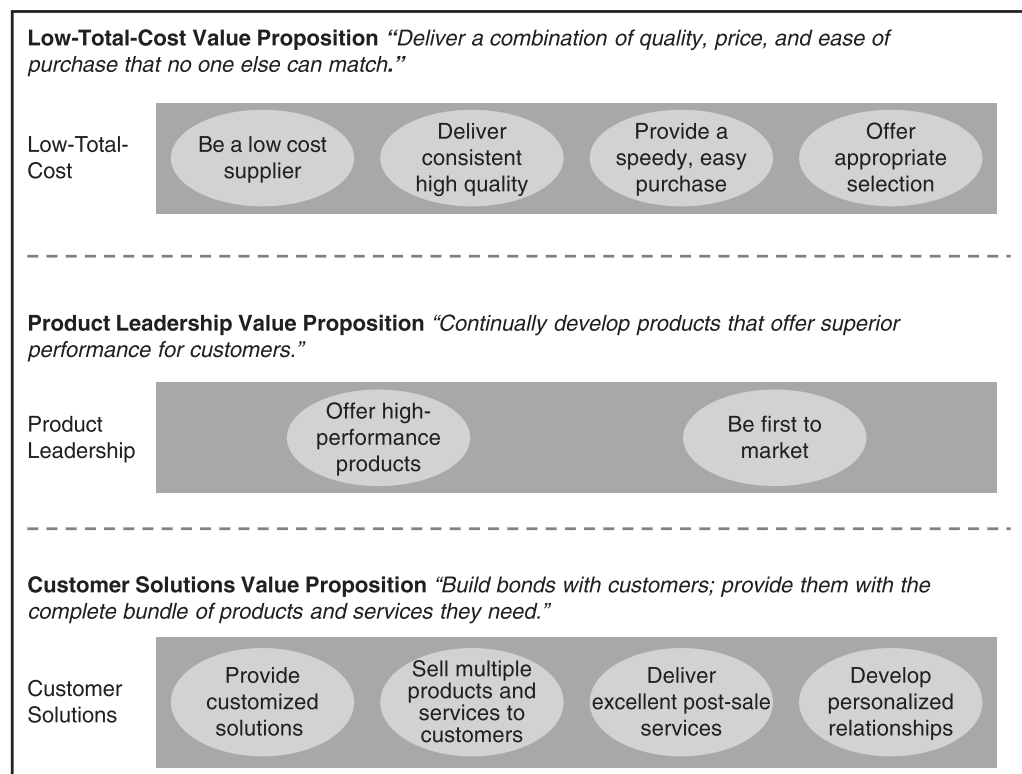 Low-Total-Cost Value Proposition “Deliver a combination of quality, price, and ease of
purchase that no one else can match.”
Low-Total-
Cost
Be a low cost
supplier
Deliver
consistent
high quality
Provide a
speedy, easy
purchase
Offer
appropriate
selection
Product Leadership Value Proposition “Continually develop products that offer superior
performance for customers.”
Product
Leadership
Offer high-
performance
products
Be first to
market
Customer Solutions Value Proposition “Build bonds with customers; provide them with the
complete bundle of products and services they need.”
Customer
Solutions
Provide
customized
solutions
Sell multiple
products and
services to
customers
Deliver
excellent post-sale
services
Develop
personalized
relationships